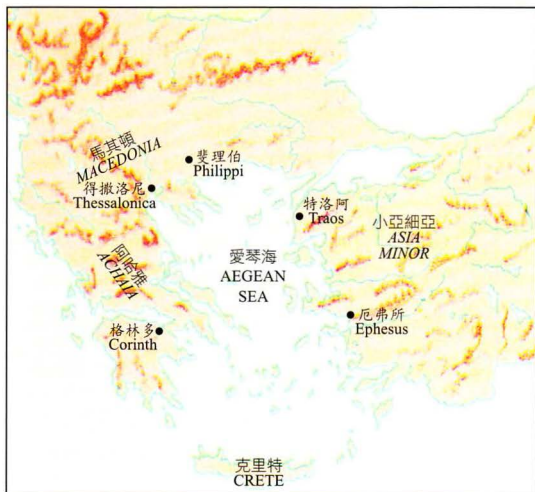 馬其頓
MACEDONIA
斐理伯
Philippi
得撒洛尼
Thessalonica
特洛阿
Traos
小亞細亞
ASIA
MINOR
愛琴海
AEGEAN
SEA
阿哈雅
ACHAIA
格林多
Corinth
厄弗所
Ephesus
克里特
CRETE